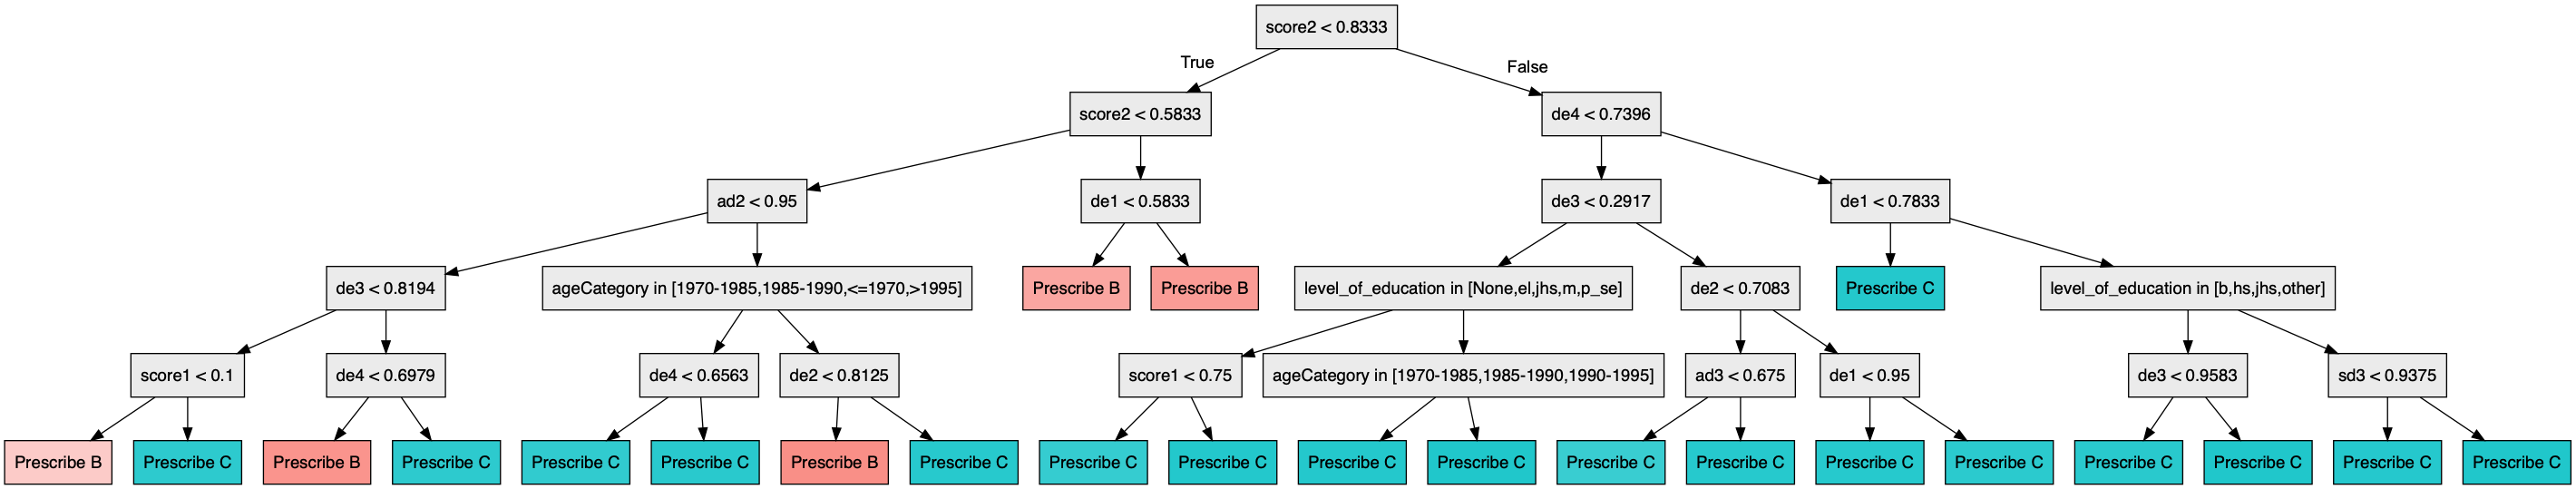 score2 < 0.8333
True
False
score2 < 0.5833
de4 < 0.7396
ad2 < 0.95
de1 < 0.5833
de3 < 0.2917
de1 < 0.7833
de3 < 0.8194
ageCategory in [1970-1985,1985-1990,<=1970,>1995]
Prescribe B
Prescribe B
level_of_education in [None,el,jhs,m,p_se]
de2 < 0.7083
Prescribe C
level_of_education in [b,hs,jhs,other]
score1 < 0.1
de4 < 0.6979
de4 < 0.6563
de2 < 0.8125
score1 < 0.75
ageCategory in [1970-1985,1985-1990,1990-1995]
ad3 < 0.675
de1 < 0.95
de3 < 0.9583
sd3 < 0.9375
Prescribe B
Prescribe C
Prescribe B
Prescribe C
Prescribe C
Prescribe C
Prescribe B
Prescribe C
Prescribe C
Prescribe C
Prescribe C
Prescribe C
Prescribe C
Prescribe C
Prescribe C
Prescribe C
Prescribe C
Prescribe C
Prescribe C
Prescribe C